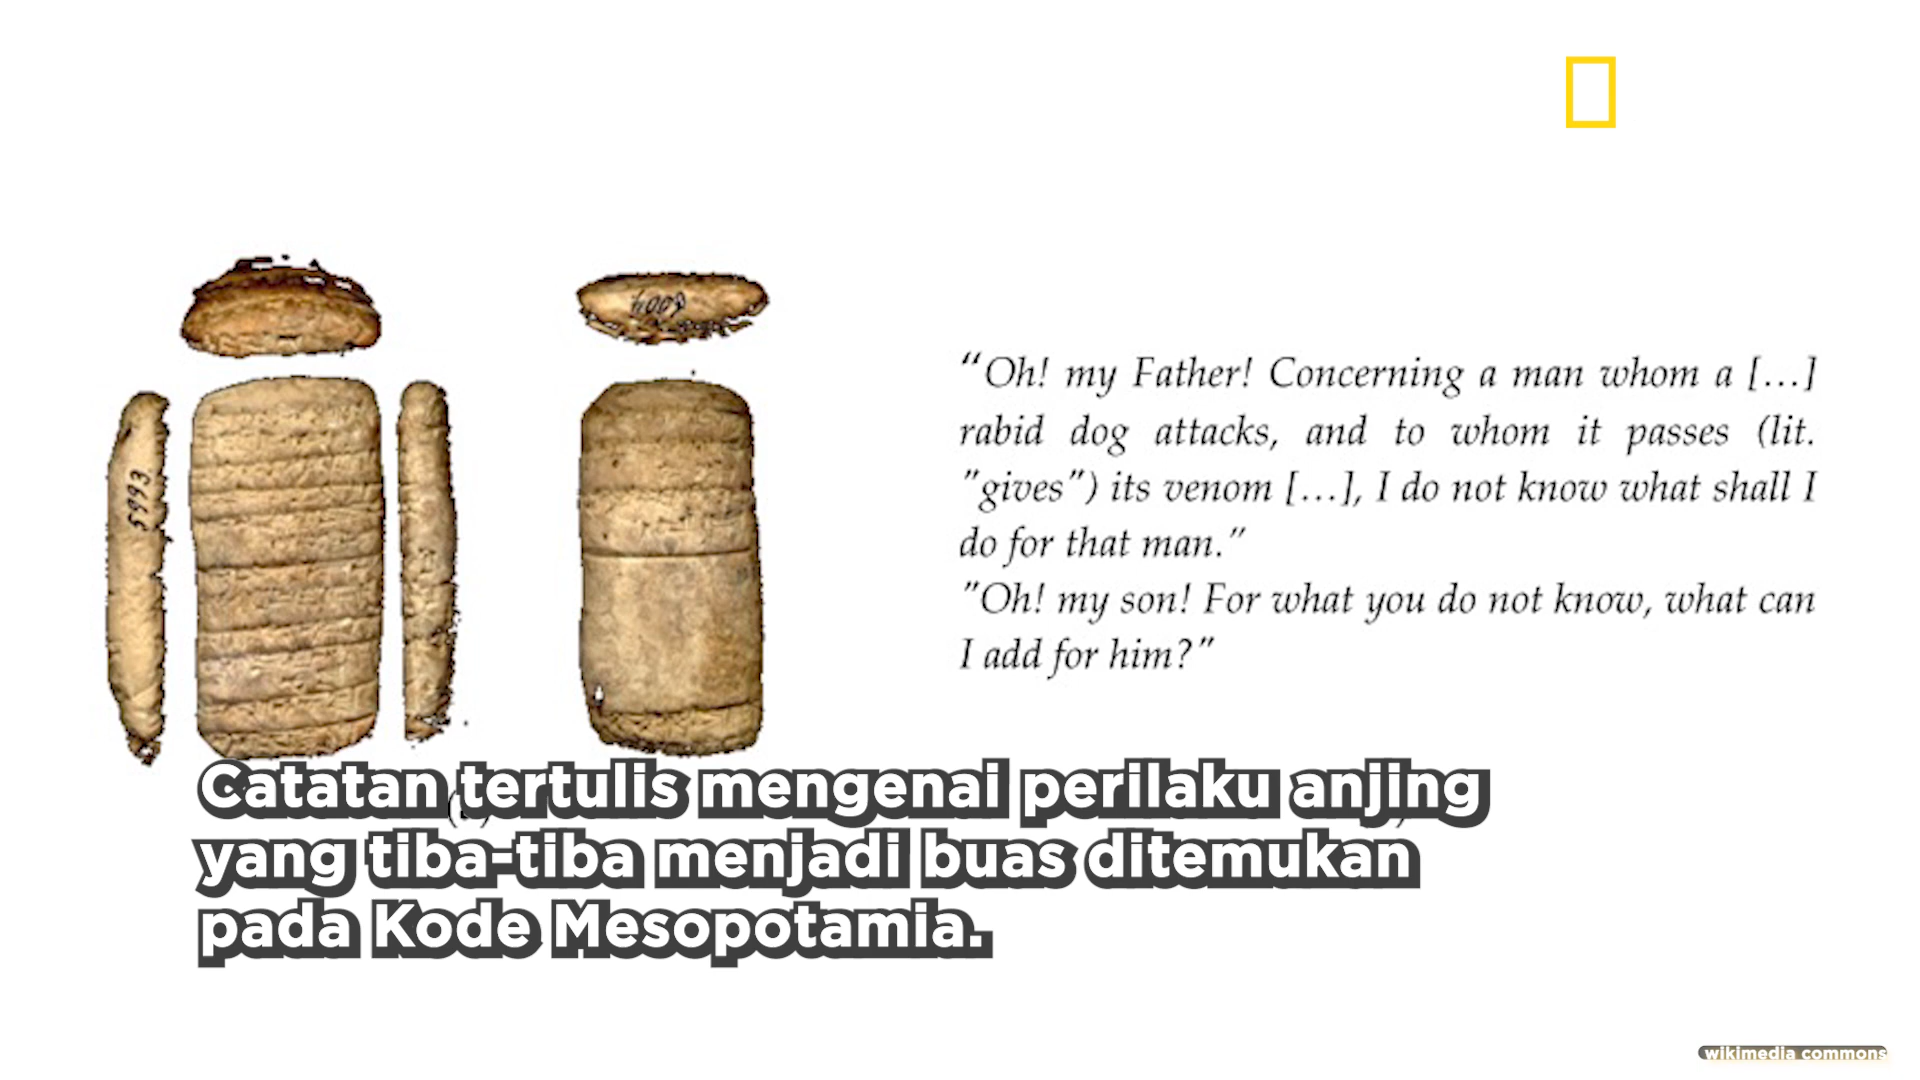 6009
5993
“Oh! my Father! Concerning a man whom a […]
rabid dog attacks, and to whom it passes (lit.
"gives") its venom […], I do not know what shall I
do for that man.”
"Oh! my son! For what you do not know, what can
I add for him?”
Catatan tertulis mengenai perilaku anjing
yang tiba-tiba menjadi buas ditemukan
pada Kode Mesopotamia.
wikimedia commons